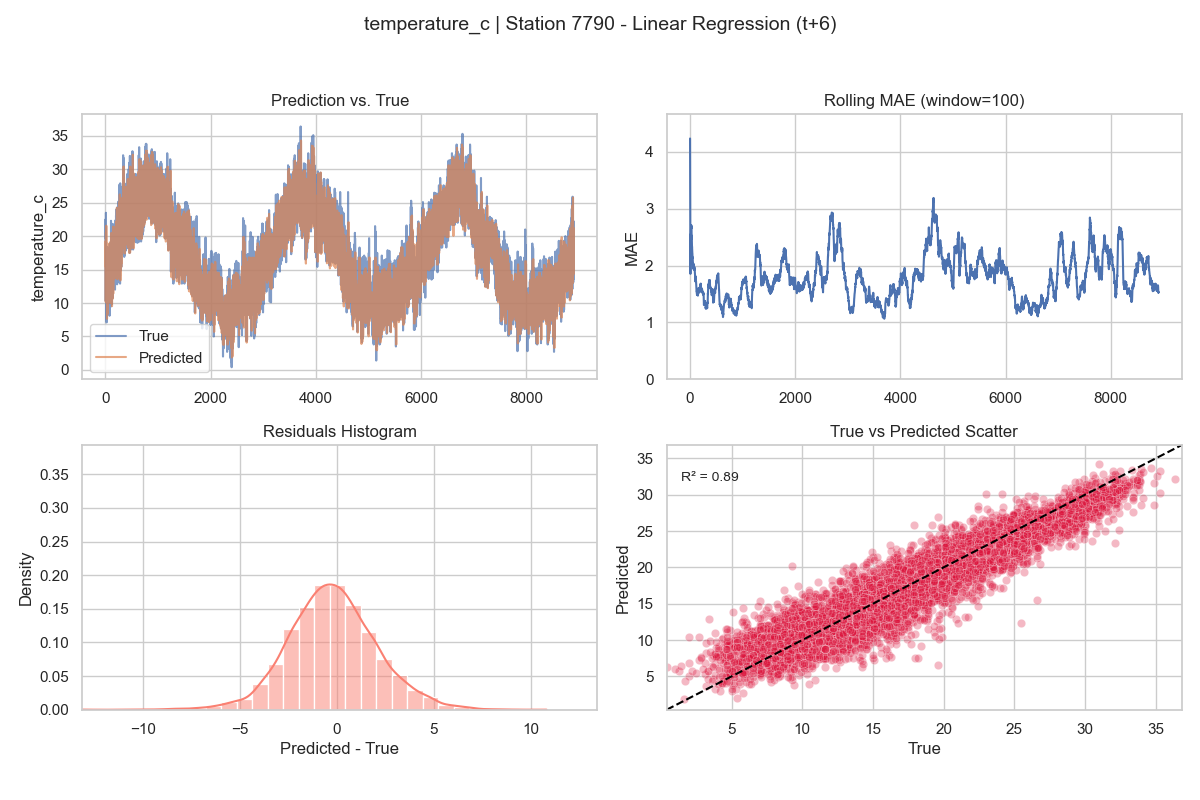 temperature_c | Station 7790 - Linear Regression (t+6)
Prediction vs. True
temperature_c
35
30
25
20
15
10
5
0
True
Predicted
0 2000 4000 6000 8000
Rolling MAE (window=100)
MAE
4
3
2
1
0
0 2000 4000 6000 8000
Residuals Histogram
Density
0.35
0.30
0.25
0.20
0.15
0.10
0.05
0.00
−10 −5 0 5 10
Predicted - True
True vs Predicted Scatter
R² = 0.89
Predicted
35
30
25
20
15
10
5
5 10 15 20 25 30 35
True